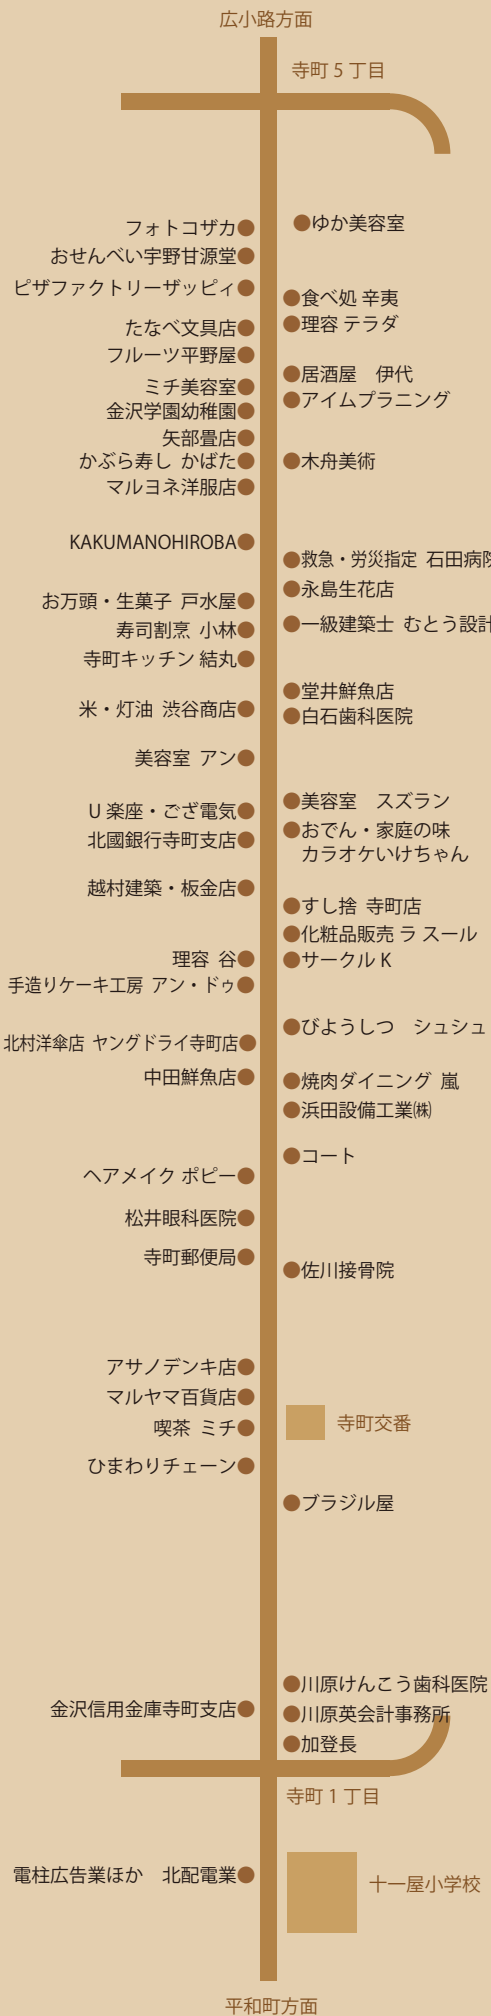 広小路方面
寺町 5 丁目
フォトコザカ
ゆか美容室
おせんべい宇野甘源堂
ピザファクトリーザッピィ
食べ処 辛夷
たなべ文具店
理容 テラダ
フルーツ平野屋
居酒屋　伊代
ミチ美容室
アイムプラニング
金沢学園幼稚園
矢部畳店
かぶら寿し かばた
木舟美術
マルヨネ洋服店
KAKUMANOHIROBA
救急・労災指定 石田病院
永島生花店
お万頭・生菓子 戸水屋
一級建築士 むとう設計
寿司割烹 小林
寺町キッチン 結丸
堂井鮮魚店
米・灯油 渋谷商店
白石歯科医院
美容室 アン
美容室　スズラン
U 楽座・ござ電気
おでん・家庭の味
北國銀行寺町支店
カラオケいけちゃん
越村建築・板金店
すし捨 寺町店
化粧品販売 ラ スール
理容 谷
サークル K
手造りケーキ工房 アン・ドゥ
びようしつ　シュシュ
北村洋傘店 ヤングドライ寺町店
中田鮮魚店
焼肉ダイニング 嵐
浜田設備工業㈱
コート
ヘアメイク ポピー
松井眼科医院
寺町郵便局
佐川接骨院
アサノデンキ店
マルヤマ百貨店
寺町交番
喫茶 ミチ
ひまわりチェーン
ブラジル屋
川原けんこう歯科医院
金沢信用金庫寺町支店
川原英会計事務所
加登長
寺町 1 丁目
電柱広告業ほか　北配電業
十一屋小学校
平和町方面